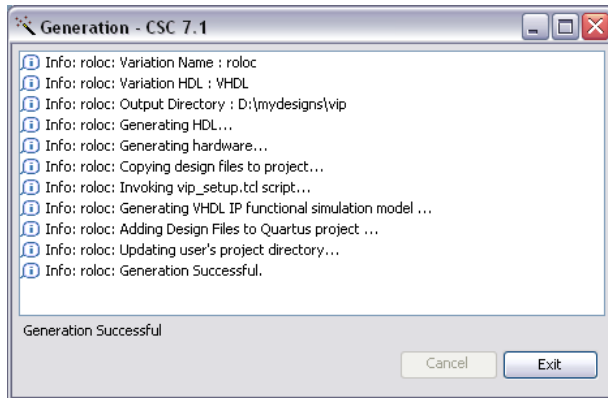 Generation - CSC 7.1
Info: roloc: Variation Name : roloc
Info: roloc: Variation HDL : VHDL
Info: roloc: Output Directory : D:\mydesigns\vip
Info: roloc: Generating HDL...
Info: roloc: Generating hardware...
Info: roloc: Copying design files to project...
Info: roloc: Invoking vip_setup.tcl script...
Info: roloc: Generating VHDL IP functional simulation model ...
Info: roloc: Adding Design Files to Quartus project ...
Info: roloc: Updating user's project directory...
Info: roloc: Generation Successful.
Generation Successful
Cancel Exit